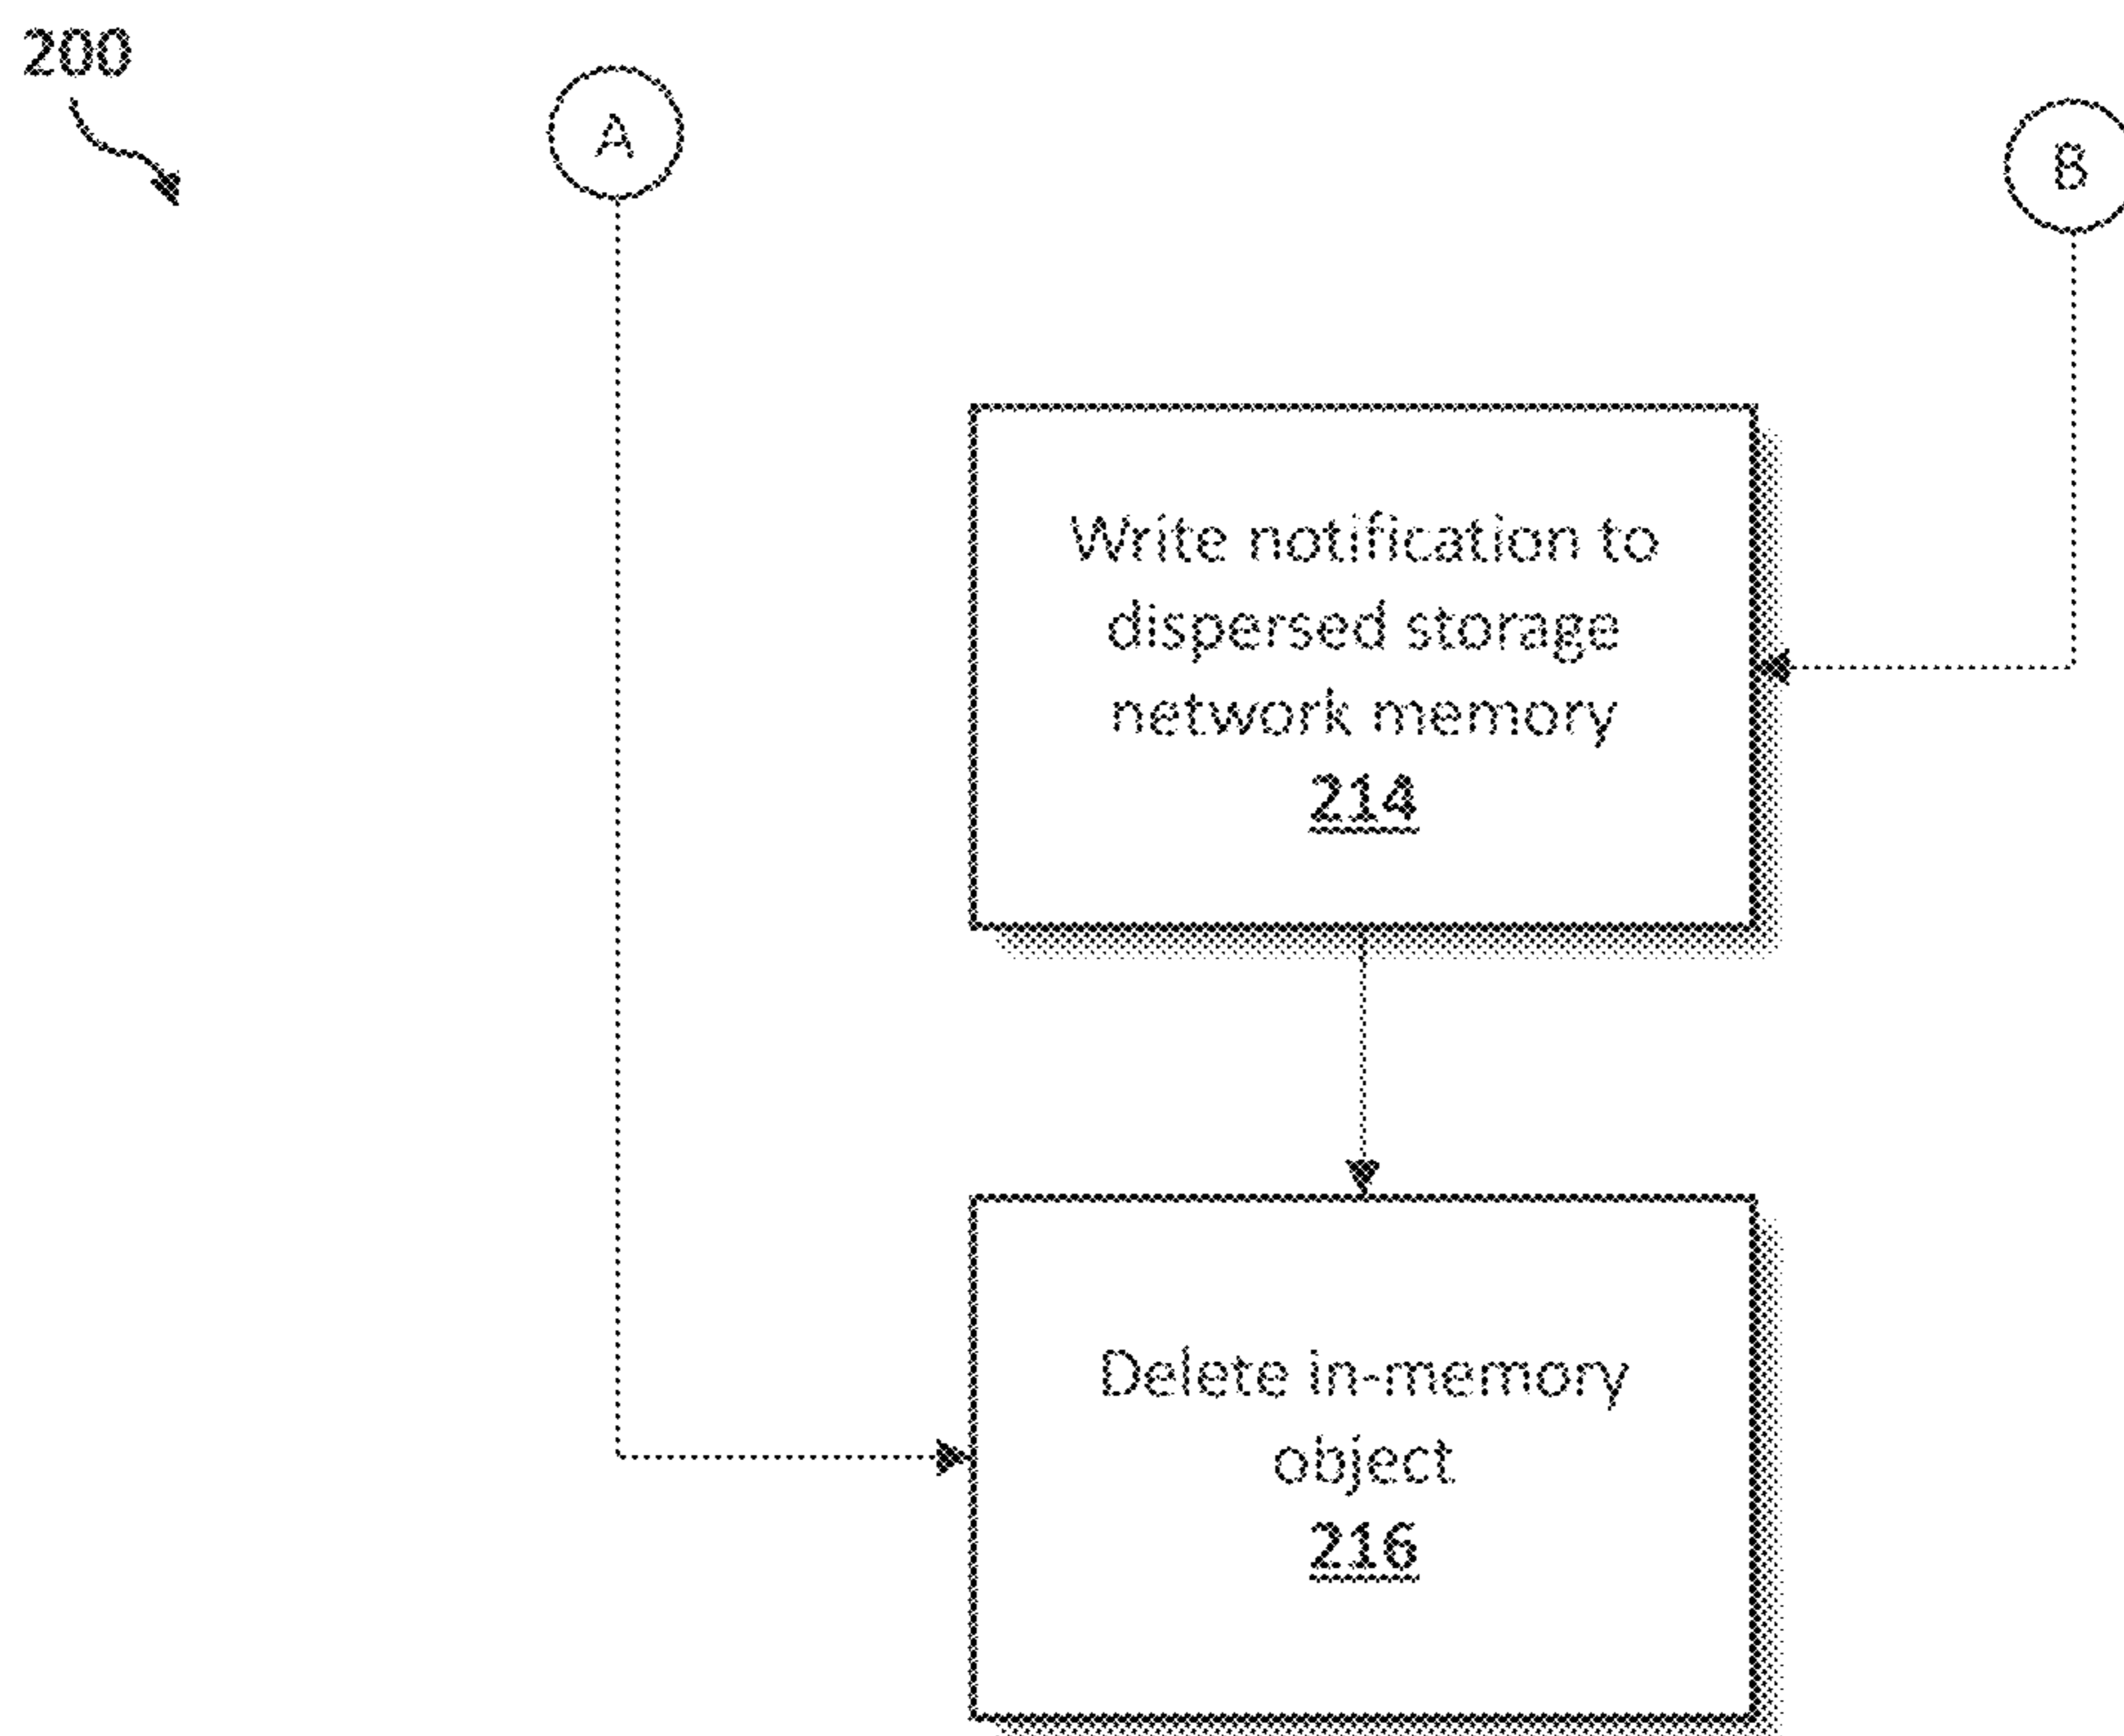 200
A
B
Write notification to
dispersed storage
network memory
214
Delete in-memory
object
216